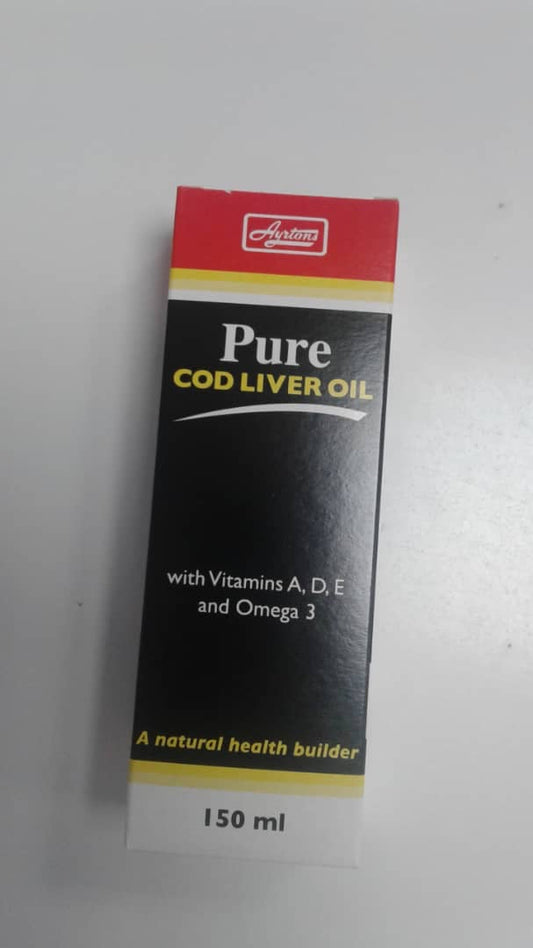 Ayrtons
Pure
COD LIVER OIL
with Vitamins A, D, E
and Omega 3
A natural health builder
150 ml